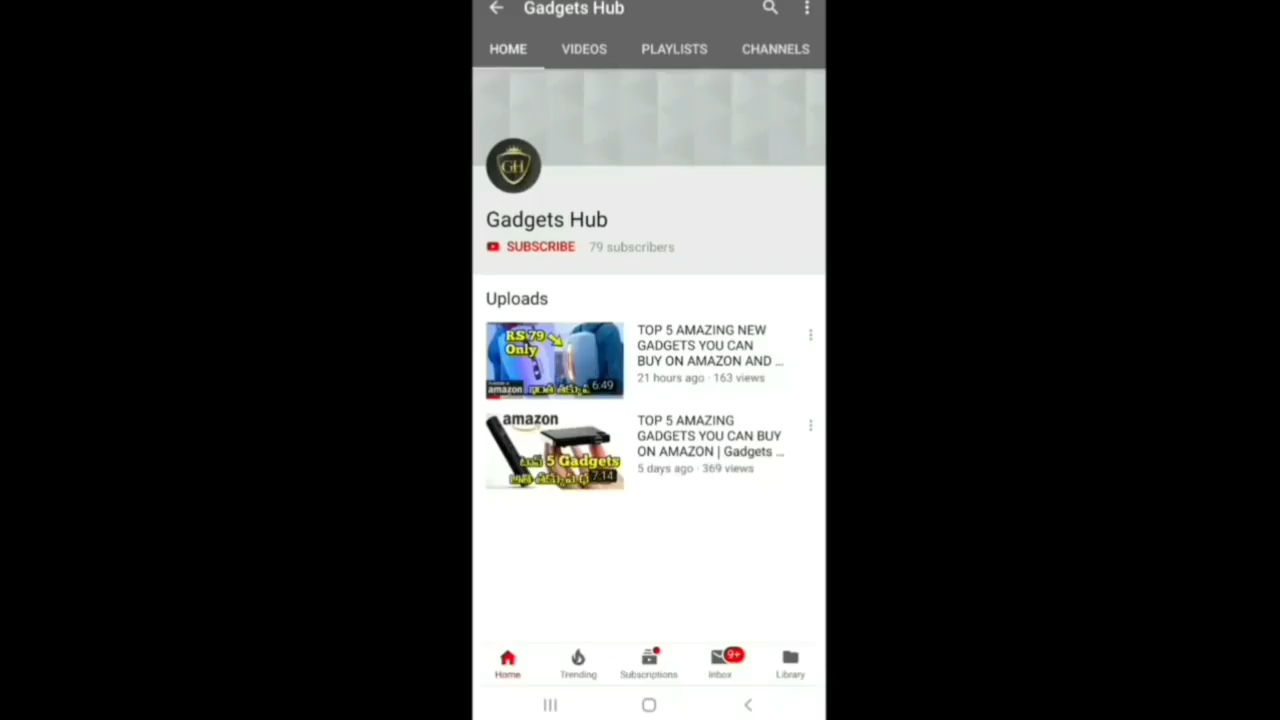 Gadgets Hub
HOME VIDEOS PLAYLISTS CHANNELS
GH
Gadgets Hub
SUBSCRIBE 79 subscribers
Uploads
RS 79
Only
amazon
6:49
TOP 5 AMAZING NEW
GADGETS YOU CAN
BUY ON AMAZON AND ...
21 hours ago · 163 views
amazon
టాప్ 5 Gadgets
7:14
TOP 5 AMAZING
GADGETS YOU CAN BUY
ON AMAZON | Gadgets ...
5 days ago · 369 views
9+
Home Trending Subscriptions Inbox Library